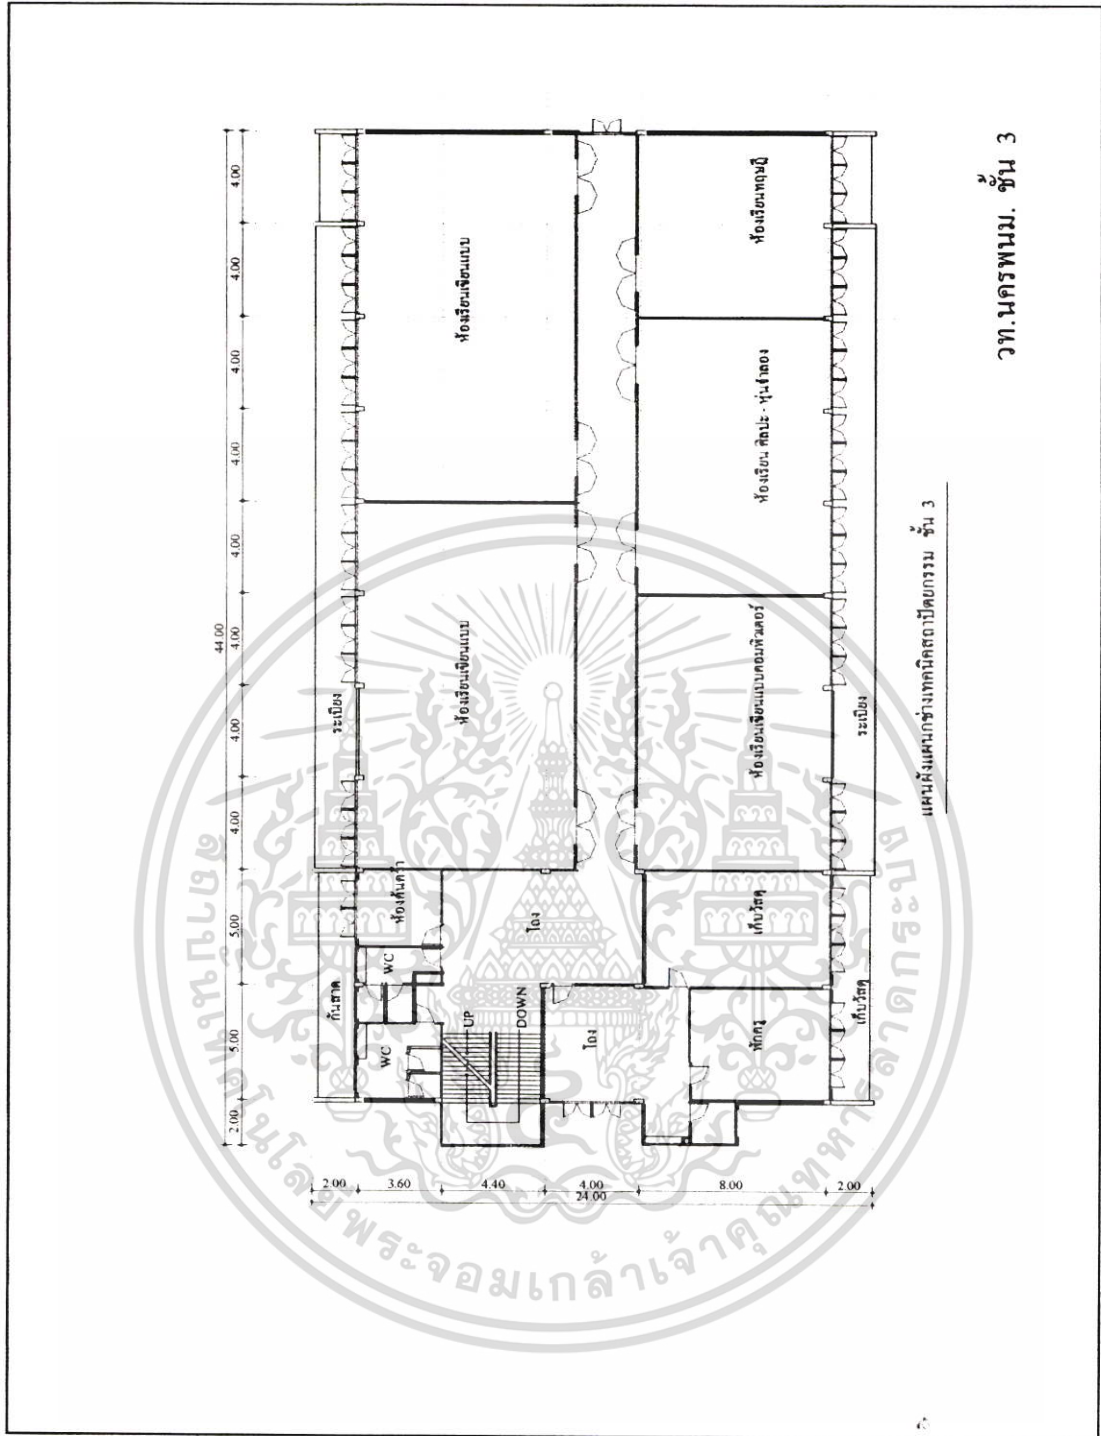 วท.นครพนม. ชั้น 3
แผนผังแผนกช่างเทคนิคสถาปัตยกรรม ชั้น 3
44.00
2.00 5.00 5.00 4.00 4.00 4.00 4.00 4.00 4.00 4.00 4.00
2.00 3.60 4.40 4.00 8.00 2.00
24.00
กันสาด
ระเบียง
WC
WC
ห้องค้นคว้า
ห้องเรียนเขียนแบบ
ห้องเรียนเขียนแบบ
UP
DOWN
โถง
โถง
พักครู
เก็บวัสดุ
ห้องเรียนเขียนแบบคอมพิวเตอร์
ห้องเรียน ศิลปะ - หุ่นจำลอง
ห้องเรียนทฤษฎี
เก็บวัสดุ
ระเบียง
สถาบันเทคโนโลยีพระจอมเกล้าเจ้าคุณทหารลาดกระบัง